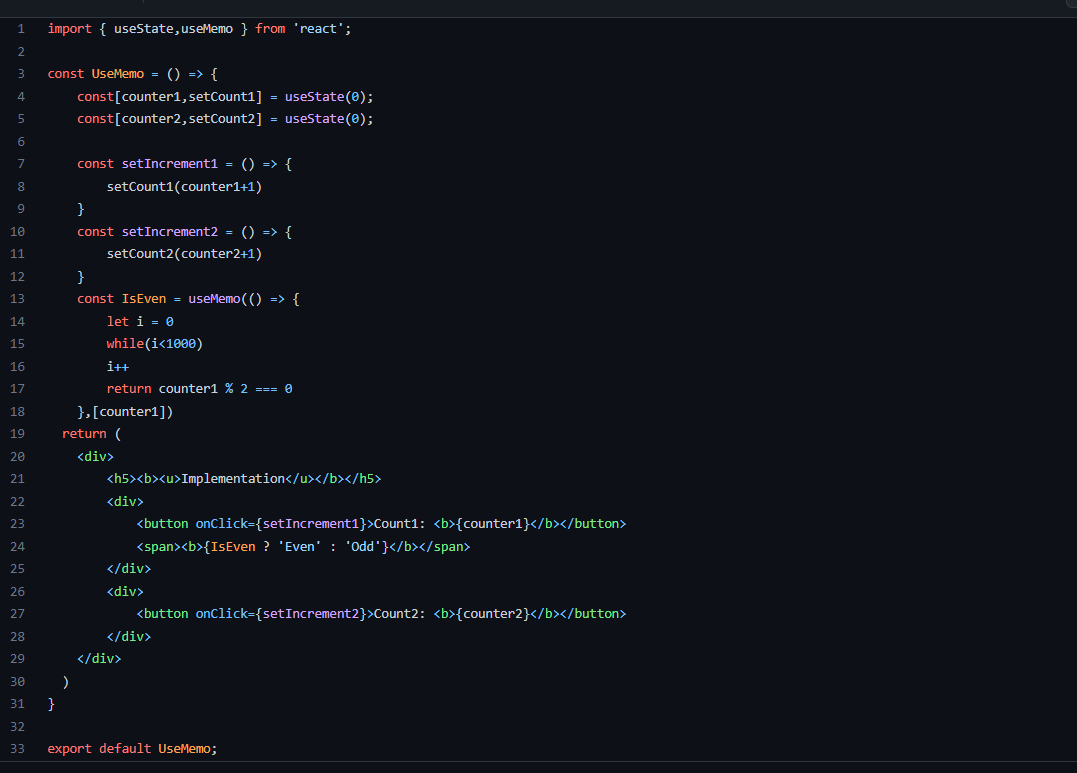 1 import { useState,useMemo } from 'react';
2
3 const UseMemo = () => {
4     const[counter1,setCount1] = useState(0);
5     const[counter2,setCount2] = useState(0);
6
7     const setIncrement1 = () => {
8         setCount1(counter1+1)
9     }
10     const setIncrement2 = () => {
11         setCount2(counter2+1)
12     }
13     const IsEven = useMemo(() => {
14         let i = 0
15         while(i<1000)
16         i++
17         return counter1 % 2 === 0
18     },[counter1])
19   return (
20     <div>
21         <h5><b><u>Implementation</u></b></h5>
22         <div>
23             <button onClick={setIncrement1}>Count1: <b>{counter1}</b></button>
24             <span><b>{IsEven ? 'Even' : 'Odd'}</b></span>
25         </div>
26         <div>
27             <button onClick={setIncrement2}>Count2: <b>{counter2}</b></button>
28         </div>
29     </div>
30   )
31 }
32
33 export default UseMemo;